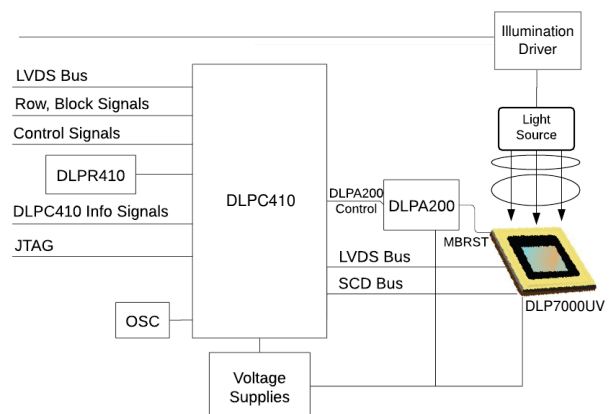 Illumination
Driver
LVDS Bus
Row, Block Signals
Control Signals
DLPR410
DLPC410 Info Signals
JTAG
OSC
DLPC410
Voltage
Supplies
DLPA200
Control
DLPA200
MBRST
LVDS Bus
SCD Bus
Light
Source
DLP7000UV